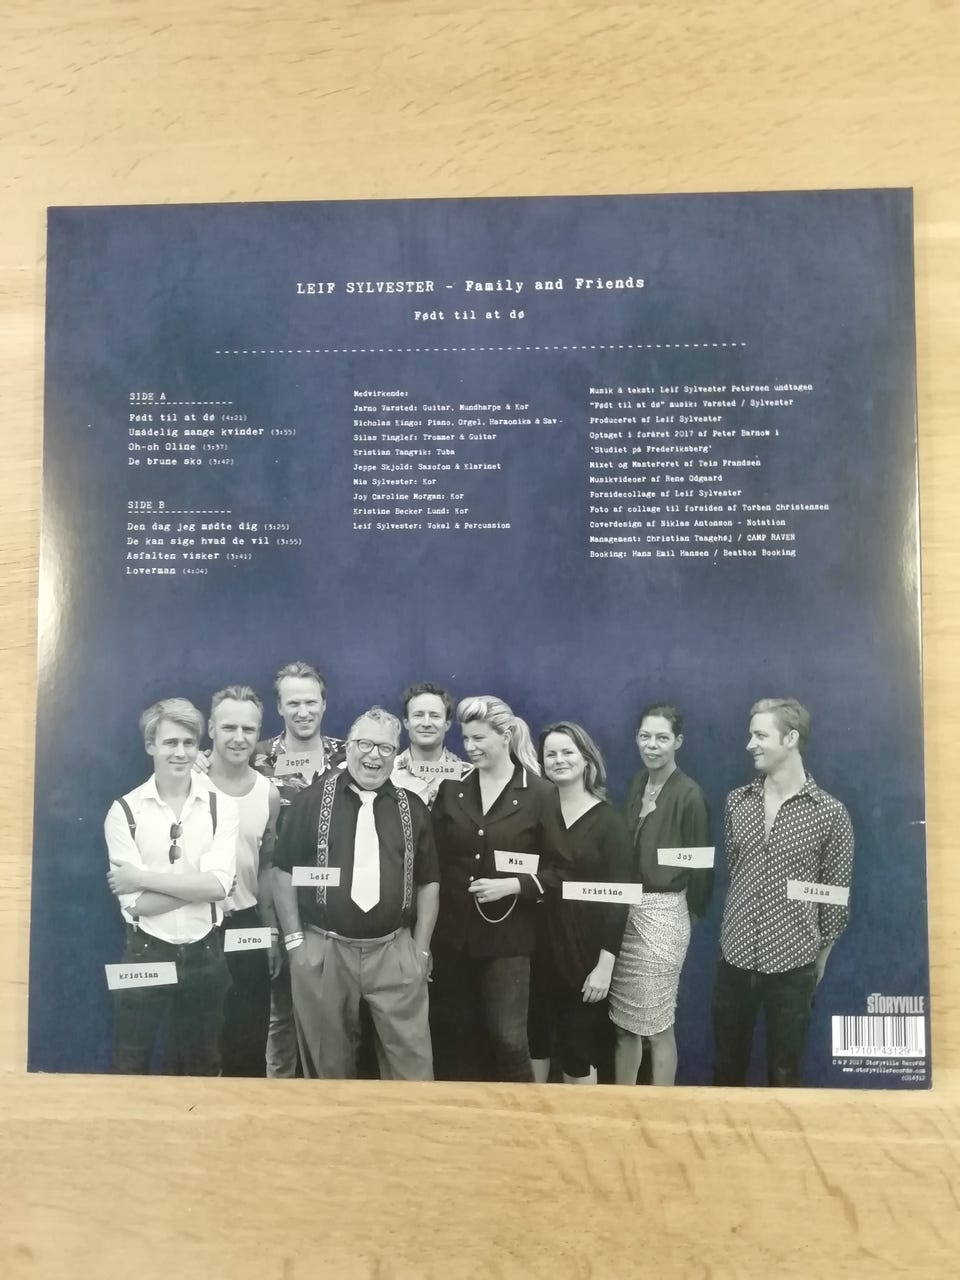 LEIF SYLVESTER - Family and Friends
Født til at dø
SIDE A
Født til at dø (4:21)
Umådelig mange kvinder (3:55)
Oh-oh Oline (3:37)
De brune sko (3:42)
SIDE B
Den dag jeg mødte dig (3:25)
De kan sige hvad de vil (3:55)
Asfalten visker (3:41)
Loverman (4:04)
Medvirkende:
Jarno Varsted: Guitar, Mundharpe & Kor
Nicholas Kingo: Piano, Orgel, Harmonika & Sav-
Silas Tinglef: Trommer & Guitar
Kristian Tangvik: Tuba
Jeppe Skjold: Saxofon & Klarinet
Mia Sylvester: Kor
Joy Caroline Morgan: Kor
Kristine Becker Lund: Kor
Leif Sylvester: Vokal & Percussion
Musik & tekst: Leif Sylvester Petersen undtagen
"Født til at dø" musik: Varsted / Sylvester
Produceret af Leif Sylvester
Optaget i foråret 2017 af Peter Barnow i
'Studiet på Frederiksberg'
Mixet og Mastereret af Teis Frandsen
Musikvideoer af Rene Odgaard
Forsidecollage af Leif Sylvester
Foto af collage til forsiden af Torben Christensen
Coverdesign af Niklas Antonson - Notation
Management: Christian Taagehøj / CAMP RAVEN
Booking: Hans Emil Hansen / Beatbox Booking
Jeppe
Nicolas
Mia
Joy
Leif
Kristine
Silas
Jarno
kristian
STORYVILLE
7 17101 43129 8
C & P 2017 Storyville Records
www.storyvillerecords.com
6014312